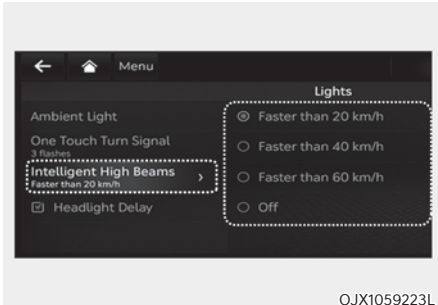 Menu
Lights
Ambient Light
One Touch Turn Signal
3 flashes
Intelligent High Beams
Faster than 20 km/h
Headlight Delay
Faster than 20 km/h
Faster than 40 km/h
Faster than 60 km/h
Off
OJX1059223L